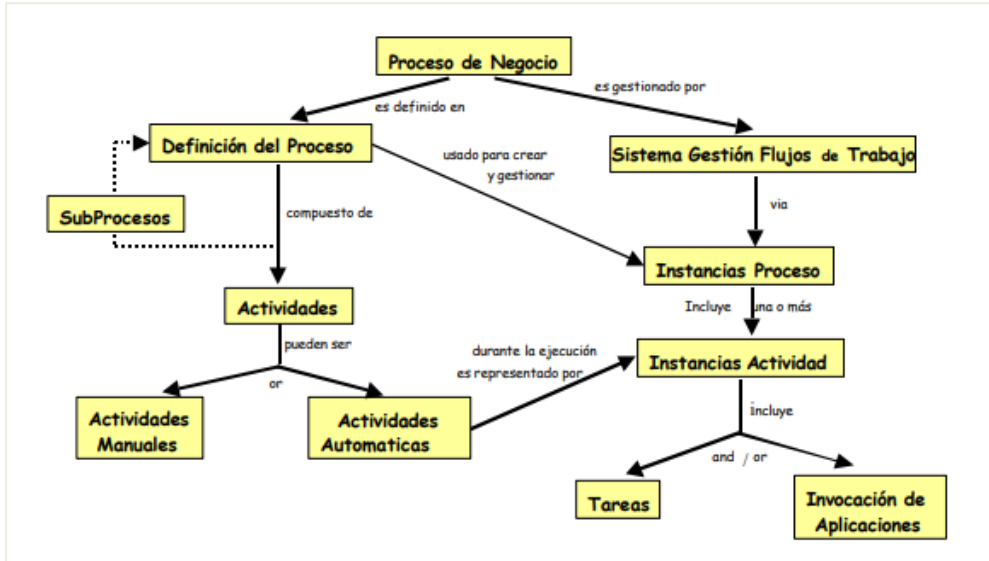 Proceso de Negocio
es definido en
es gestionado por
Definición del Proceso
usado para crear
y gestionar
Sistema Gestión Flujos de Trabajo
SubProcesos
compuesto de
via
Instancias Proceso
Actividades
Incluye una o más
pueden ser
durante la ejecución
es representado por
Instancias Actividad
or
Actividades
Manuales
Actividades
Automaticas
incluye
and / or
Tareas
Invocación de
Aplicaciones